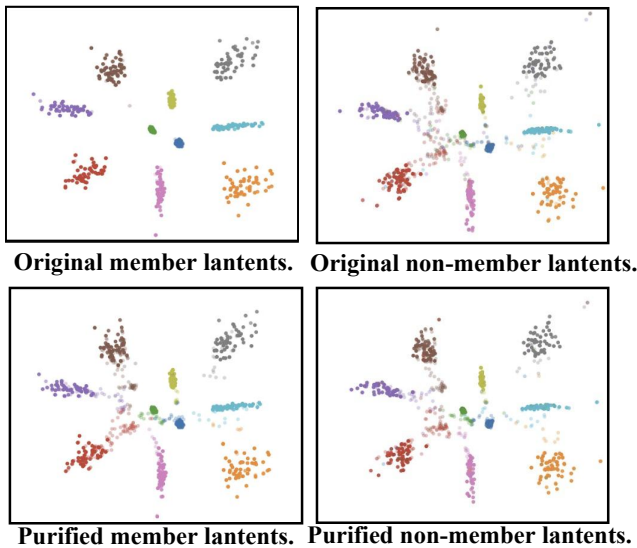 Original member lantents.
Original non-member lantents.
Purified member lantents.
Purified non-member lantents.